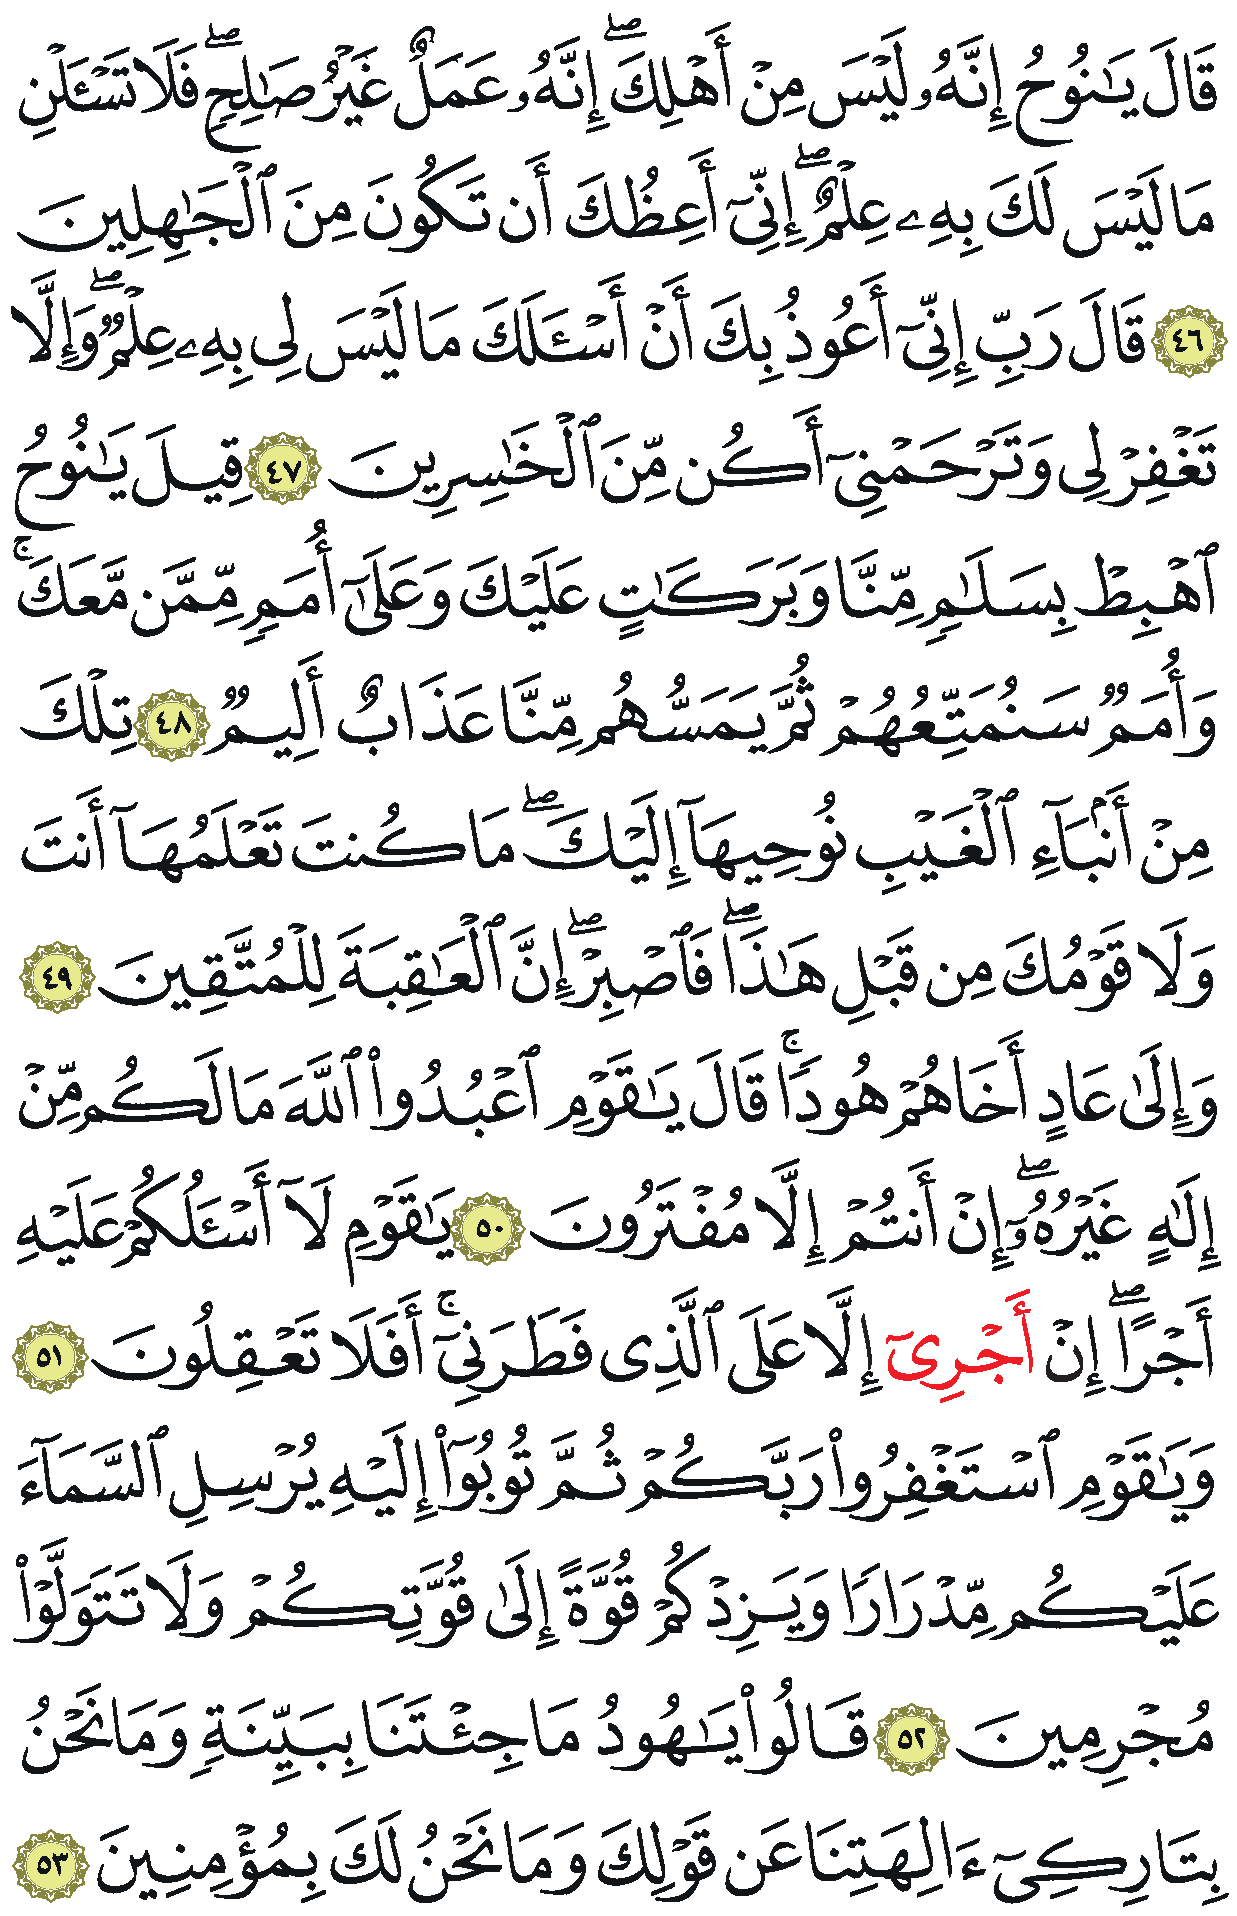 قَالَ يَٰنُوحُ إِنَّهُۥ لَيۡسَ مِنۡ أَهۡلِكَۖ إِنَّهُۥ عَمَلٌ غَيۡرُ صَٰلِحٖۖ فَلَا تَسۡـَٔلۡنِ
مَا لَيۡسَ لَكَ بِهِۦ عِلۡمٌۖ إِنِّيٓ أَعِظُكَ أَن تَكُونَ مِنَ ٱلۡجَٰهِلِينَ
٤٦ قَالَ رَبِّ إِنِّيٓ أَعُوذُ بِكَ أَنۡ أَسۡـَٔلَكَ مَا لَيۡسَ لِي بِهِۦ عِلۡمٞۖ وَإِلَّا
تَغۡفِرۡ لِي وَتَرۡحَمۡنِيٓ أَكُن مِّنَ ٱلۡخَٰسِرِينَ ٤٧ قِيلَ يَٰنُوحُ
ٱهۡبِطۡ بِسَلَٰمٖ مِّنَّا وَبَرَكَٰتٍ عَلَيۡكَ وَعَلَىٰٓ أُمَمٖ مِّمَّن مَّعَكَۚ
وَأُمَمٞ سَنُمَتِّعُهُمۡ ثُمَّ يَمَسُّهُم مِّنَّا عَذَابٌ أَلِيمٞ ٤٨ تِلۡكَ
مِنۡ أَنۢبَآءِ ٱلۡغَيۡبِ نُوحِيهَآ إِلَيۡكَۖ مَا كُنتَ تَعۡلَمُهَآ أَنتَ
وَلَا قَوۡمُكَ مِن قَبۡلِ هَٰذَاۖ فَٱصۡبِرۡۖ إِنَّ ٱلۡعَٰقِبَةَ لِلۡمُتَّقِينَ ٤٩
وَإِلَىٰ عَادٍ أَخَاهُمۡ هُودٗاۚ قَالَ يَٰقَوۡمِ ٱعۡبُدُواْ ٱللَّهَ مَا لَكُم مِّنۡ
إِلَٰهٍ غَيۡرُهُۥٓۖ إِنۡ أَنتُمۡ إِلَّا مُفۡتَرُونَ ٥٠ يَٰقَوۡمِ لَآ أَسۡـَٔلُكُمۡ عَلَيۡهِ
أَجۡرًاۖ إِنۡ أَجۡرِيٓ إِلَّا عَلَى ٱلَّذِي فَطَرَنِيٓۚ أَفَلَا تَعۡقِلُونَ ٥١
وَيَٰقَوۡمِ ٱسۡتَغۡفِرُواْ رَبَّكُمۡ ثُمَّ تُوبُوٓاْ إِلَيۡهِ يُرۡسِلِ ٱلسَّمَآءَ
عَلَيۡكُم مِّدۡرَارٗا وَيَزِدۡكُمۡ قُوَّةً إِلَىٰ قُوَّتِكُمۡ وَلَا تَتَوَلَّوۡاْ
مُجۡرِمِينَ ٥٢ قَالُواْ يَٰهُودُ مَا جِئۡتَنَا بِبَيِّنَةٖ وَمَا نَحۡنُ
بِتَارِكِيٓ ءَالِهَتِنَا عَن قَوۡلِكَ وَمَا نَحۡنُ لَكَ بِمُؤۡمِنِينَ ٥٣